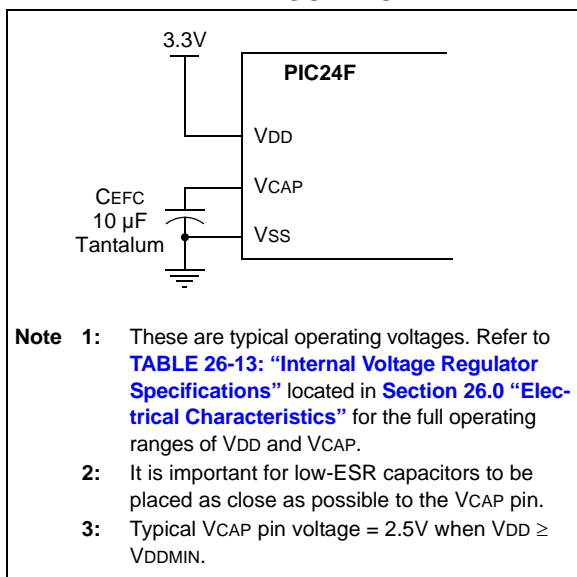 3.3V
PIC24F
VDD
VCAP
CEFC
10 µF
Tantalum
VSS
Note 1: These are typical operating voltages. Refer to
TABLE 26-13: “Internal Voltage Regulator
Specifications” located in Section 26.0 “Elec-
trical Characteristics” for the full operating
ranges of VDD and VCAP.
2: It is important for low-ESR capacitors to be
placed as close as possible to the VCAP pin.
3: Typical VCAP pin voltage = 2.5V when VDD ≥
VDDMIN.